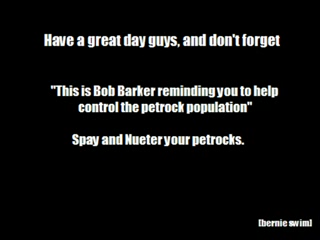 Have a great day guys, and don't forget
"This is Bob Barker reminding you to help
control the petrock population"
Spay and Nueter your petrocks.
[bernie swim]